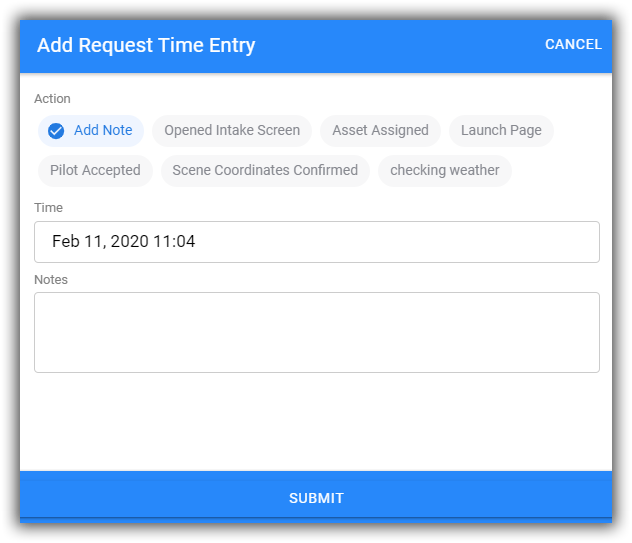 Add Request Time Entry CANCEL
Action
Add Note Opened Intake Screen Asset Assigned Launch Page
Pilot Accepted Scene Coordinates Confirmed checking weather
Time
Feb 11, 2020 11:04
Notes
SUBMIT